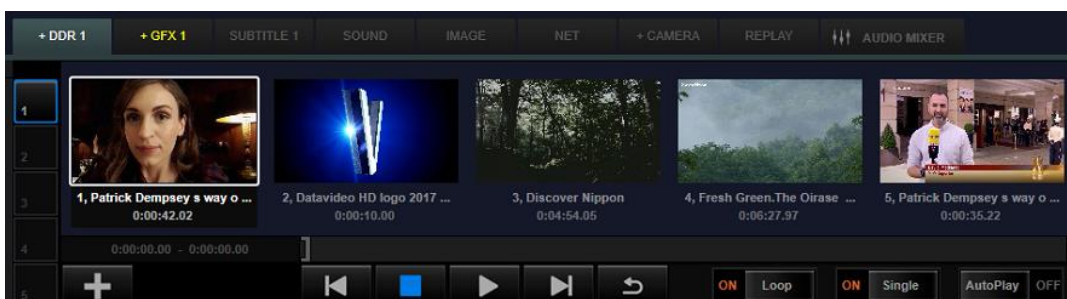 + DDR 1 + GFX 1 SUBTITLE 1 SOUND IMAGE NET + CAMERA REPLAY AUDIO MIXER
1
2
3
4
5
1, Patrick Dempsey s way o ...
0:00:42.02
2, Datavideo HD logo 2017 ...
0:00:10.00
3, Discover Nippon
0:04:54.05
4, Fresh Green.The Oirase ...
0:06:27.97
5, Patrick Dempsey s way o ...
0:00:35.22
0:00:00.00 - 0:00:00.00
ON Loop ON Single AutoPlay OFF